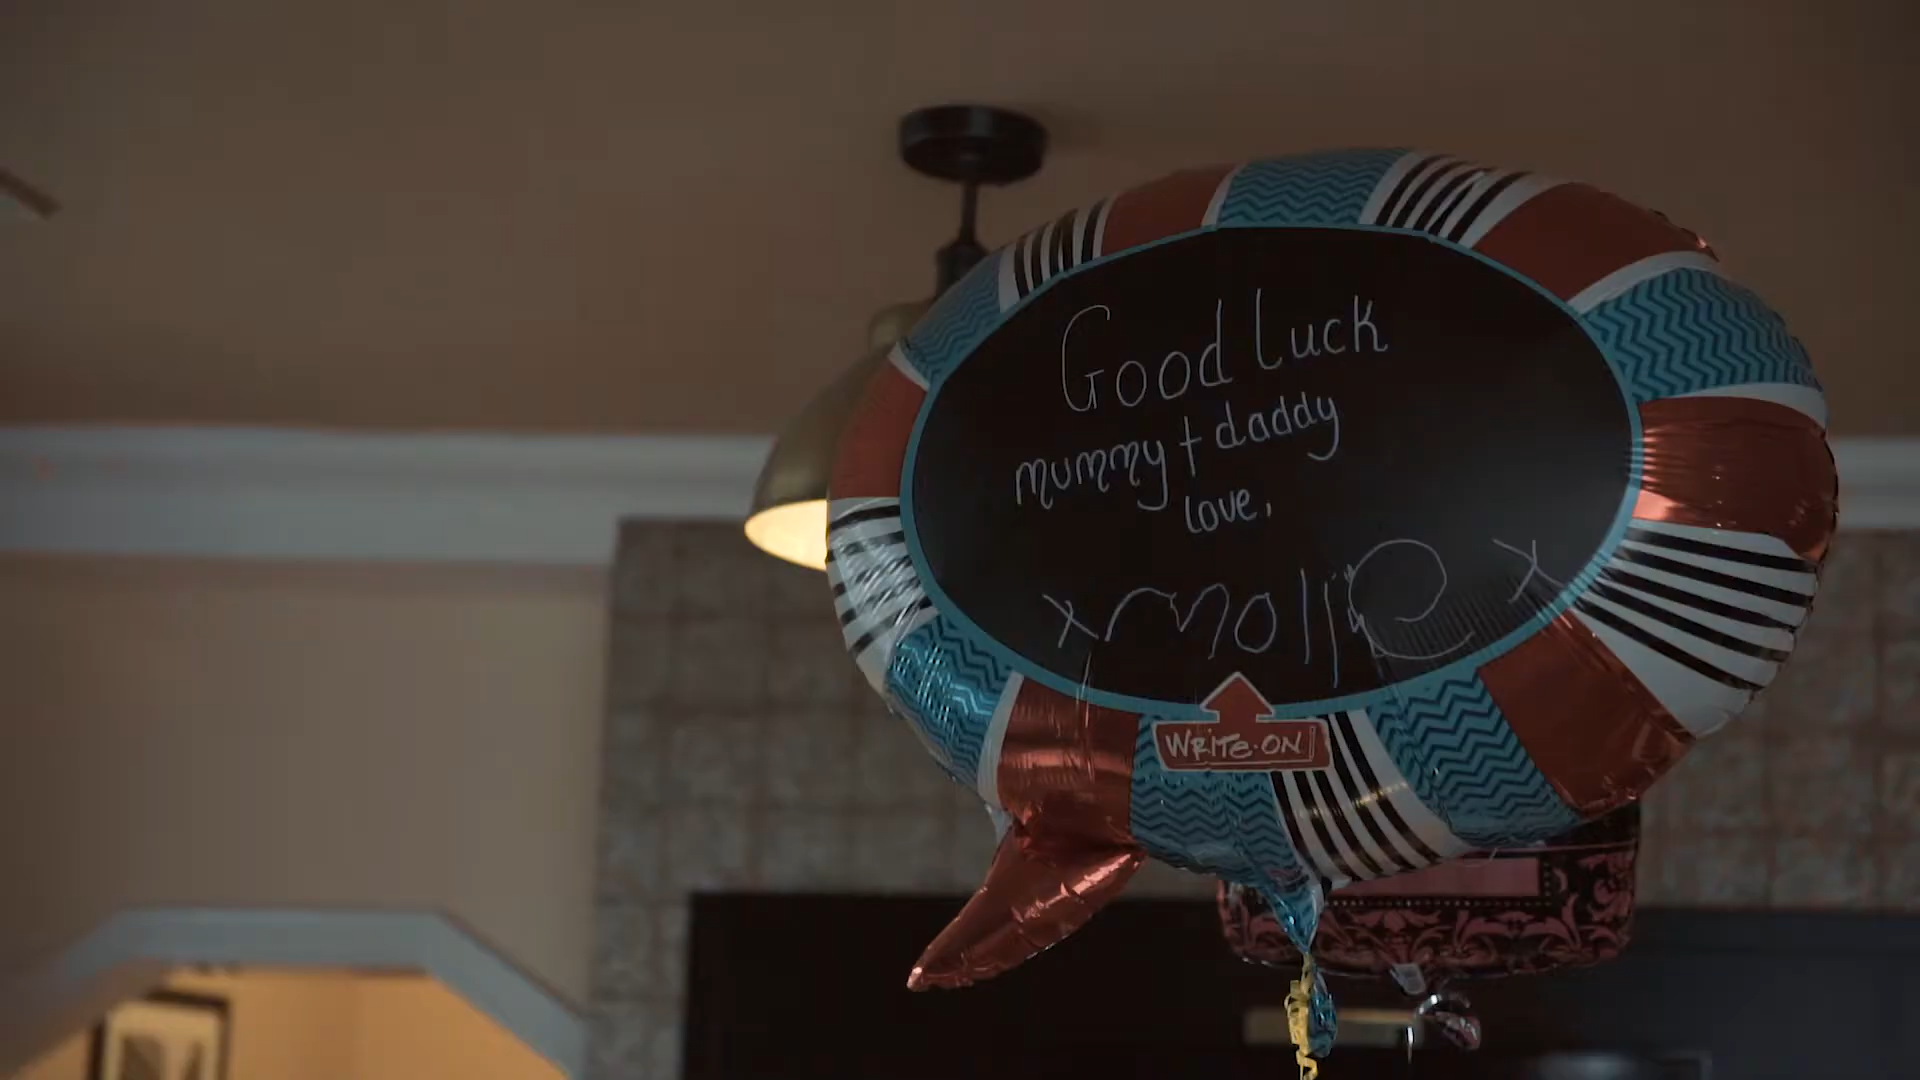 Good luck
mummy + daddy
love,
x mollie x
WRITE-ON